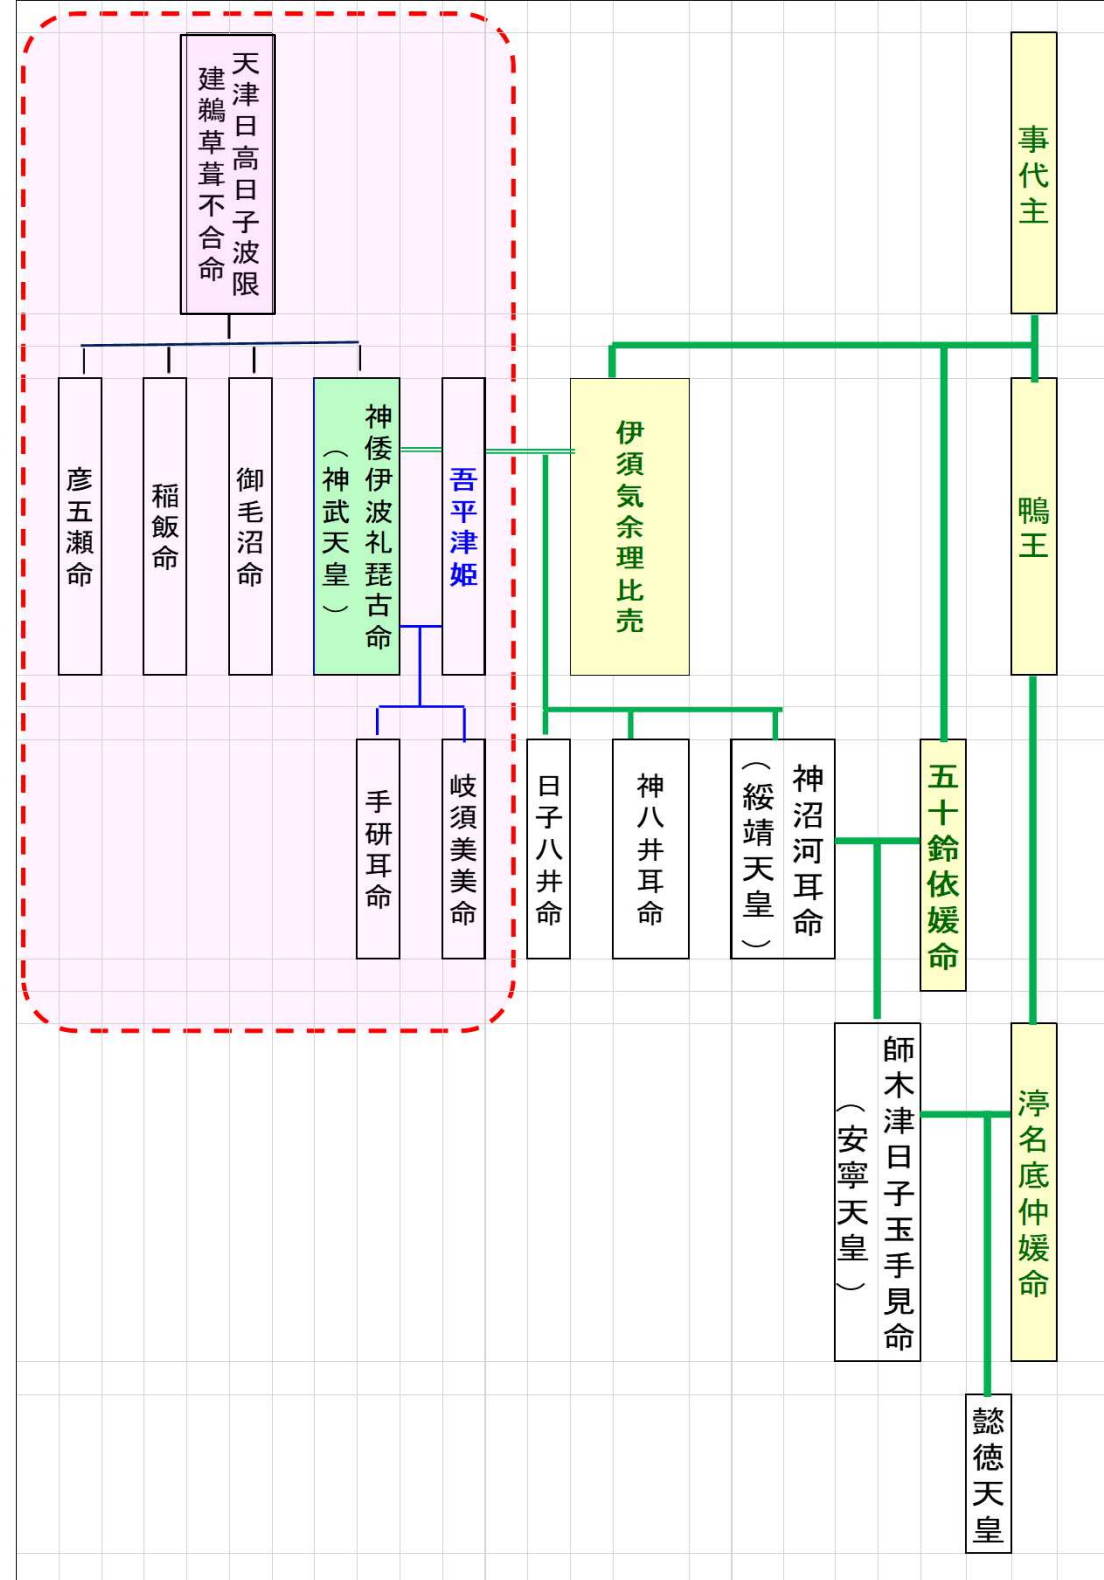 事代主
天津日高日子波限
建鵜草葺不合命
鴨王
伊須気余理比売
吾平津姫
神倭伊波礼琵古命
（神武天皇）
御毛沼命
稲飯命
彦五瀬命
五十鈴依媛命
神沼河耳命
（綏靖天皇）
神八井耳命
日子八井命
岐須美美命
手研耳命
渟名底仲媛命
師木津日子玉手見命
（安寧天皇）
懿徳天皇